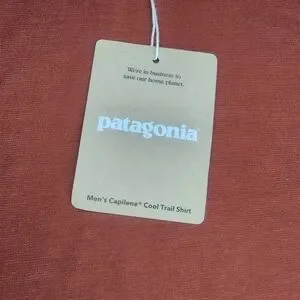 We're in business to
save our home planet.
patagonia
Men's Capilene® Cool Trail Shirt